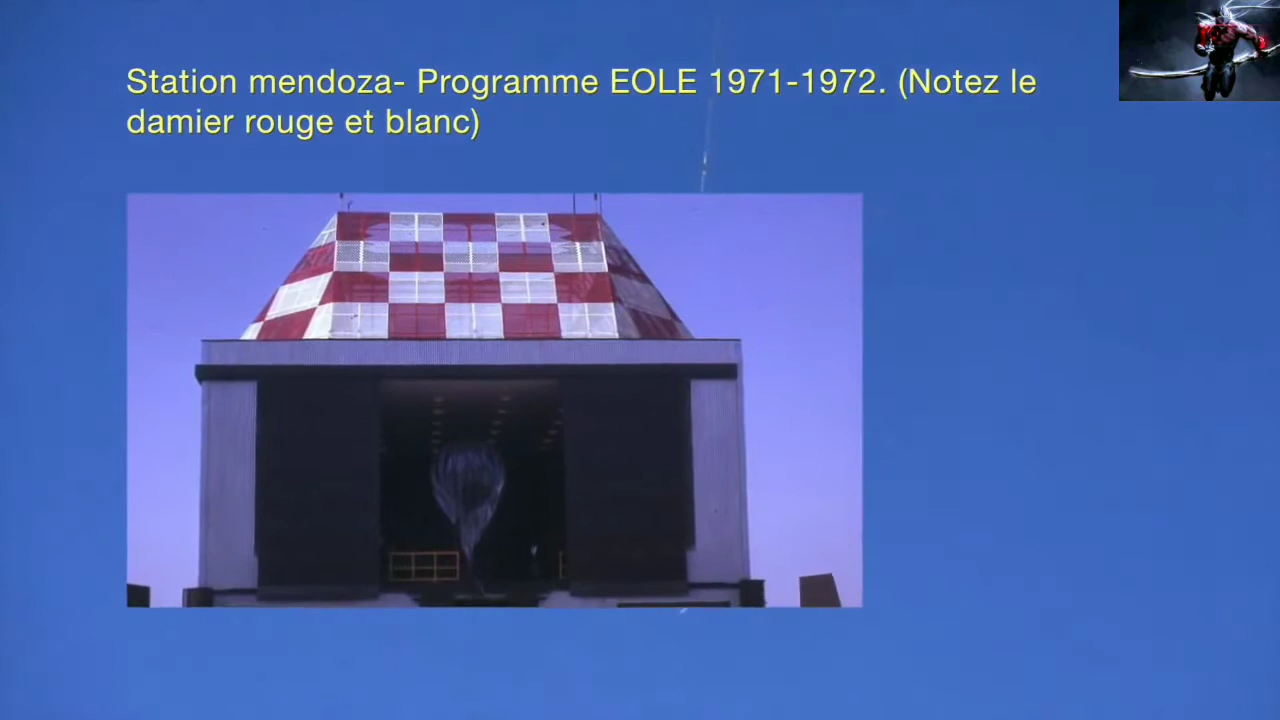 Station mendoza- Programme EOLE 1971-1972. (Notez le
damier rouge et blanc)